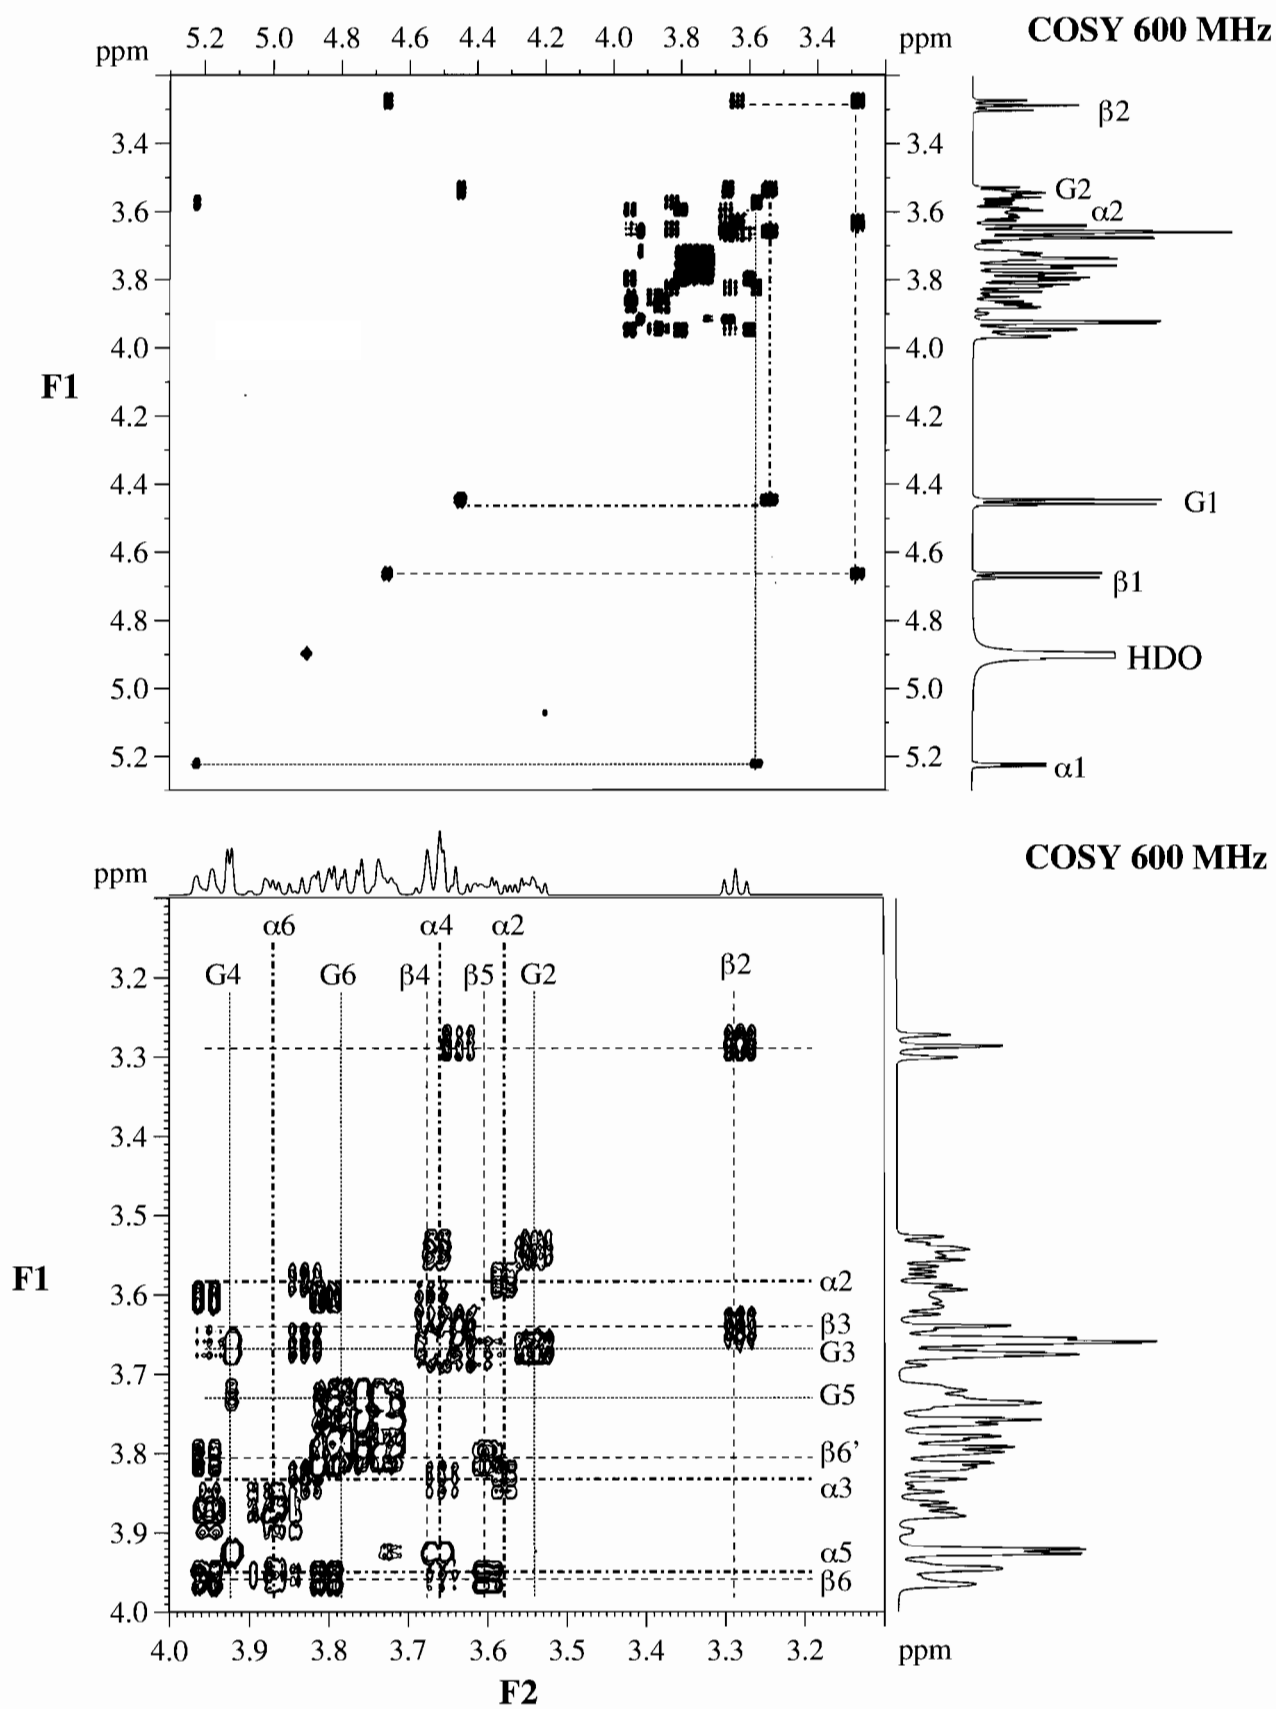 COSY 600 MHz
ppm 5.2 5.0 4.8 4.6 4.4 4.2 4.0 3.8 3.6 3.4 ppm
β2
3.4 3.4
G2
α2
3.6 3.6
3.8 3.8
4.0 4.0
F1
4.2 4.2
4.4 4.4
G1
4.6 4.6
β1
4.8 4.8
HDO
5.0 5.0
5.2 5.2
α1
COSY 600 MHz
ppm
α6 α4 α2
G4 G6 β4 β5 G2 β2
3.2
3.3
3.4
3.5
F1
α2
3.6
β3
G3
3.7
G5
3.8
β6’
α3
3.9
α5
β6
4.0
4.0 3.9 3.8 3.7 3.6 3.5 3.4 3.3 3.2 ppm
F2